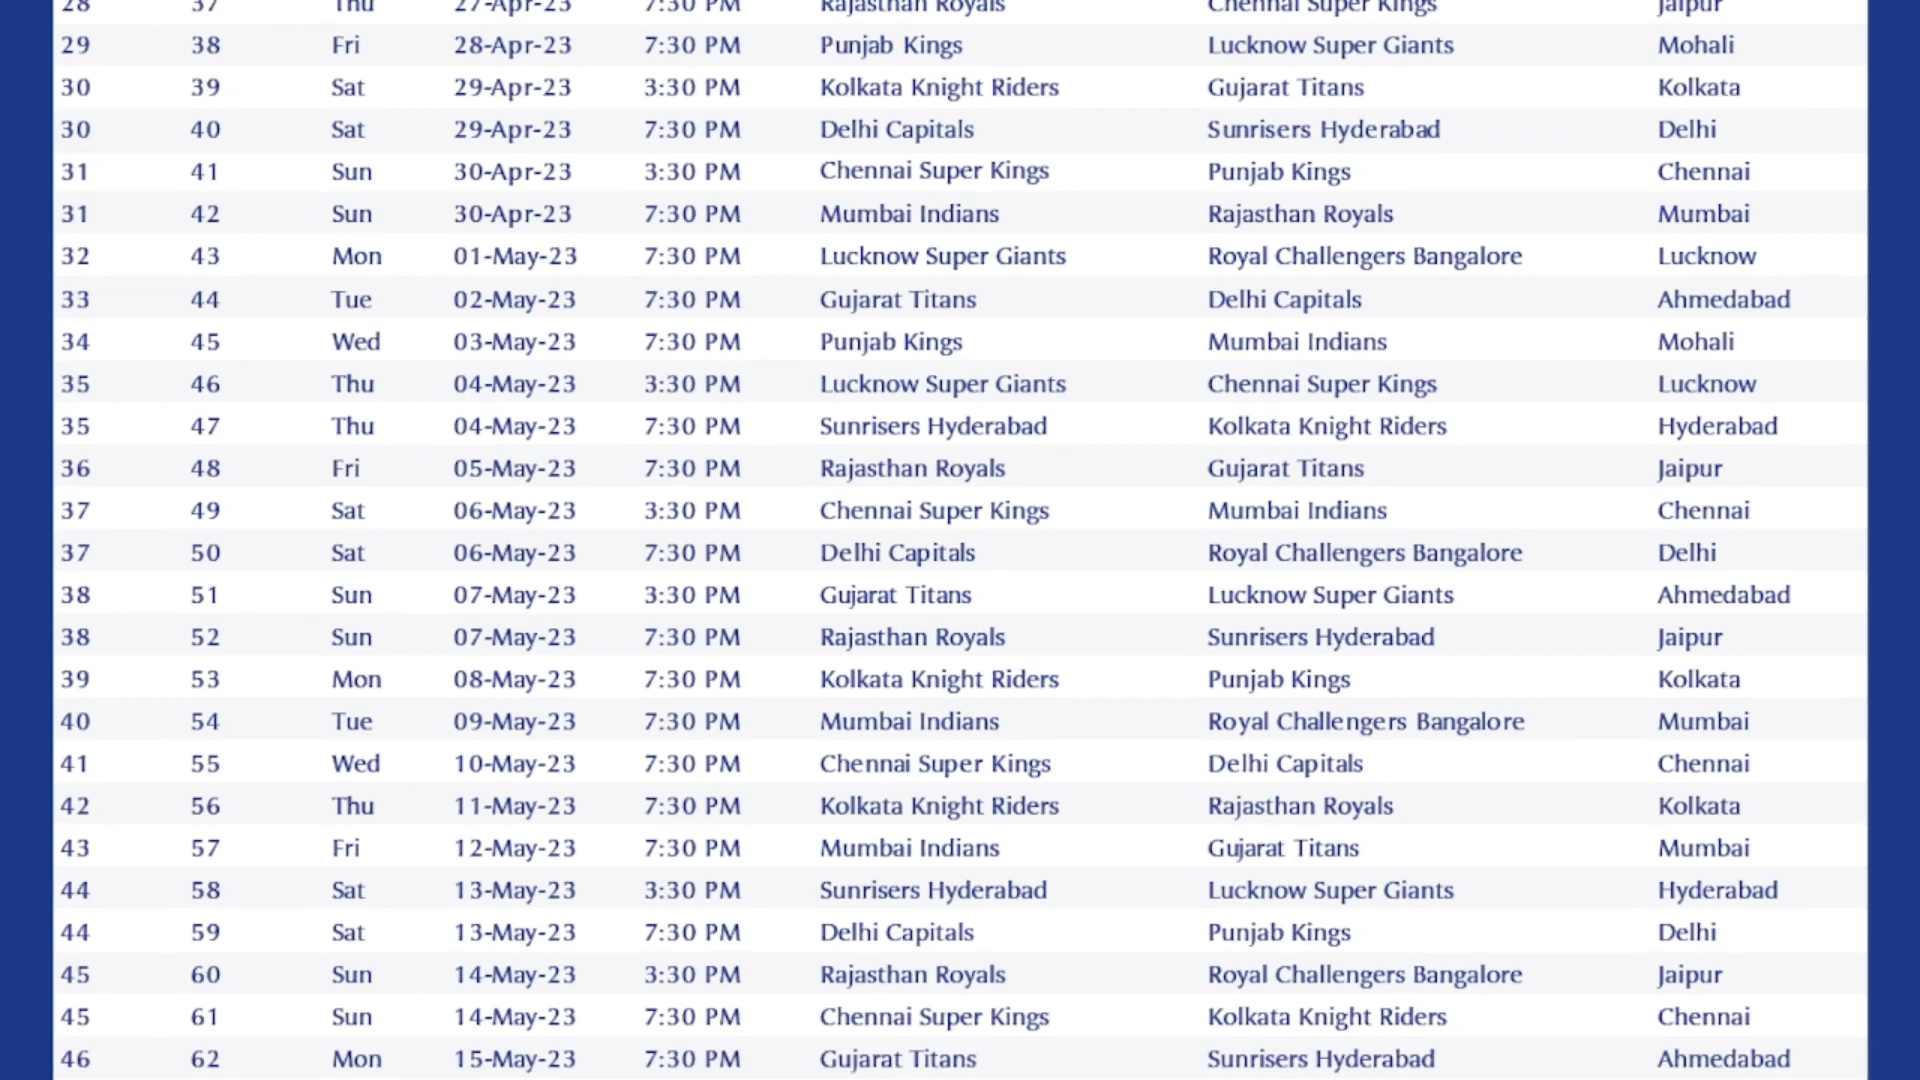 28 37 Thu 27-Apr-23 7:30 PM Rajasthan Royals Chennai Super Kings Jaipur
29 38 Fri 28-Apr-23 7:30 PM Punjab Kings Lucknow Super Giants Mohali
30 39 Sat 29-Apr-23 3:30 PM Kolkata Knight Riders Gujarat Titans Kolkata
30 40 Sat 29-Apr-23 7:30 PM Delhi Capitals Sunrisers Hyderabad Delhi
31 41 Sun 30-Apr-23 3:30 PM Chennai Super Kings Punjab Kings Chennai
31 42 Sun 30-Apr-23 7:30 PM Mumbai Indians Rajasthan Royals Mumbai
32 43 Mon 01-May-23 7:30 PM Lucknow Super Giants Royal Challengers Bangalore Lucknow
33 44 Tue 02-May-23 7:30 PM Gujarat Titans Delhi Capitals Ahmedabad
34 45 Wed 03-May-23 7:30 PM Punjab Kings Mumbai Indians Mohali
35 46 Thu 04-May-23 3:30 PM Lucknow Super Giants Chennai Super Kings Lucknow
35 47 Thu 04-May-23 7:30 PM Sunrisers Hyderabad Kolkata Knight Riders Hyderabad
36 48 Fri 05-May-23 7:30 PM Rajasthan Royals Gujarat Titans Jaipur
37 49 Sat 06-May-23 3:30 PM Chennai Super Kings Mumbai Indians Chennai
37 50 Sat 06-May-23 7:30 PM Delhi Capitals Royal Challengers Bangalore Delhi
38 51 Sun 07-May-23 3:30 PM Gujarat Titans Lucknow Super Giants Ahmedabad
38 52 Sun 07-May-23 7:30 PM Rajasthan Royals Sunrisers Hyderabad Jaipur
39 53 Mon 08-May-23 7:30 PM Kolkata Knight Riders Punjab Kings Kolkata
40 54 Tue 09-May-23 7:30 PM Mumbai Indians Royal Challengers Bangalore Mumbai
41 55 Wed 10-May-23 7:30 PM Chennai Super Kings Delhi Capitals Chennai
42 56 Thu 11-May-23 7:30 PM Kolkata Knight Riders Rajasthan Royals Kolkata
43 57 Fri 12-May-23 7:30 PM Mumbai Indians Gujarat Titans Mumbai
44 58 Sat 13-May-23 3:30 PM Sunrisers Hyderabad Lucknow Super Giants Hyderabad
44 59 Sat 13-May-23 7:30 PM Delhi Capitals Punjab Kings Delhi
45 60 Sun 14-May-23 3:30 PM Rajasthan Royals Royal Challengers Bangalore Jaipur
45 61 Sun 14-May-23 7:30 PM Chennai Super Kings Kolkata Knight Riders Chennai
46 62 Mon 15-May-23 7:30 PM Gujarat Titans Sunrisers Hyderabad Ahmedabad